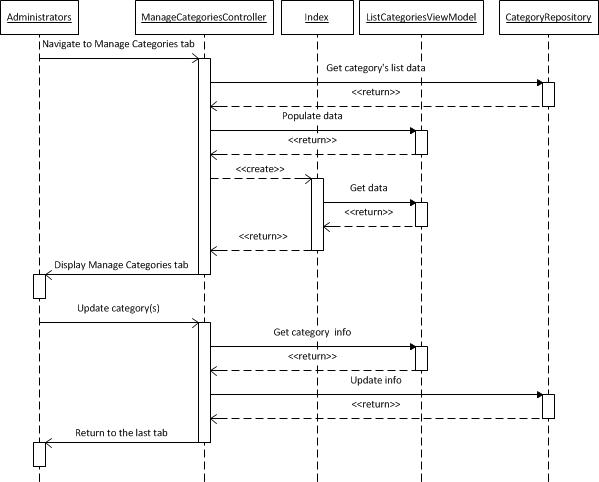 Administrators
ManageCategoriesController
Index
ListCategoriesViewModel
CategoryRepository
Navigate to Manage Categories tab
Get category's list data
<<return>>
Populate data
<<return>>
<<create>>
Get data
<<return>>
<<return>>
Display Manage Categories tab
Update category(s)
Get category info
<<return>>
Update info
<<return>>
Return to the last tab